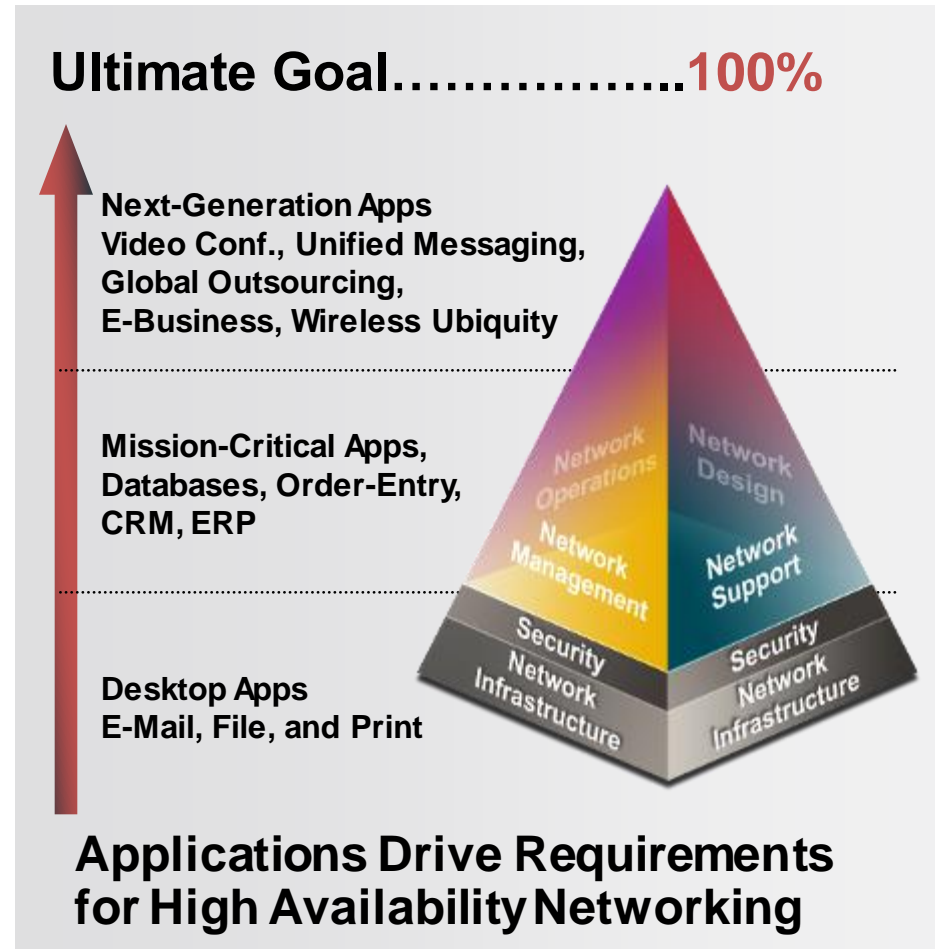 Ultimate Goal………………..100%
Next-Generation Apps
Video Conf., Unified Messaging,
Global Outsourcing,
E-Business, Wireless Ubiquity
Mission-Critical Apps,
Databases, Order-Entry,
CRM, ERP
Desktop Apps
E-Mail, File, and Print
Network
Operations
Network
Management
Security
Network
Infrastructure
Network
Design
Network
Support
Security
Network
Infrastructure
Applications Drive Requirements
for High Availability Networking